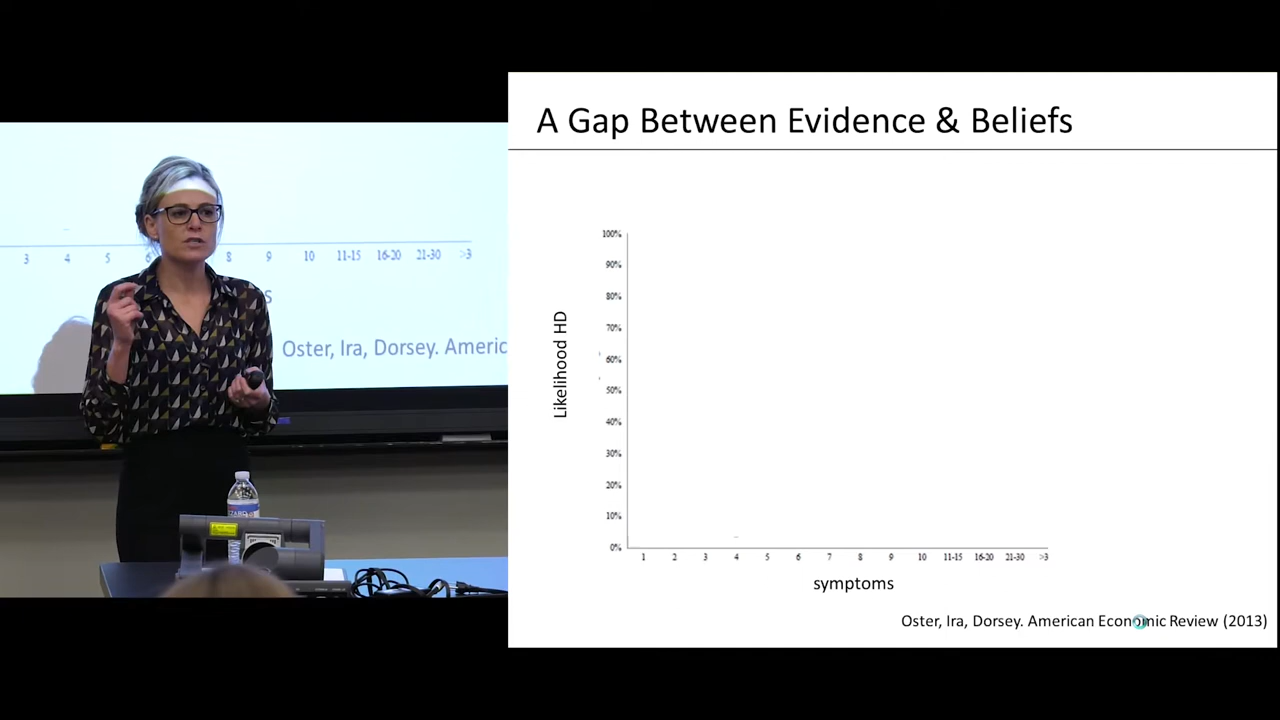 A Gap Between Evidence & Beliefs
100%
90%
80%
70%
60%
50%
40%
30%
20%
10%
0%
Likelihood HD
1 2 3 4 5 6 7 8 9 10 11-15 16-20 21-30 >3
symptoms
Oster, Ira, Dorsey. American Economic Review (2013)
3 4 5 6 8 9 10 11-15 16-20 21-30 >3
s
Oster, Ira, Dorsey. Americ